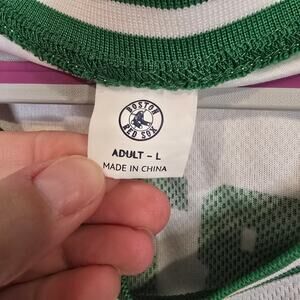 BOSTON
RED SOX
ADULT - L
MADE IN CHINA